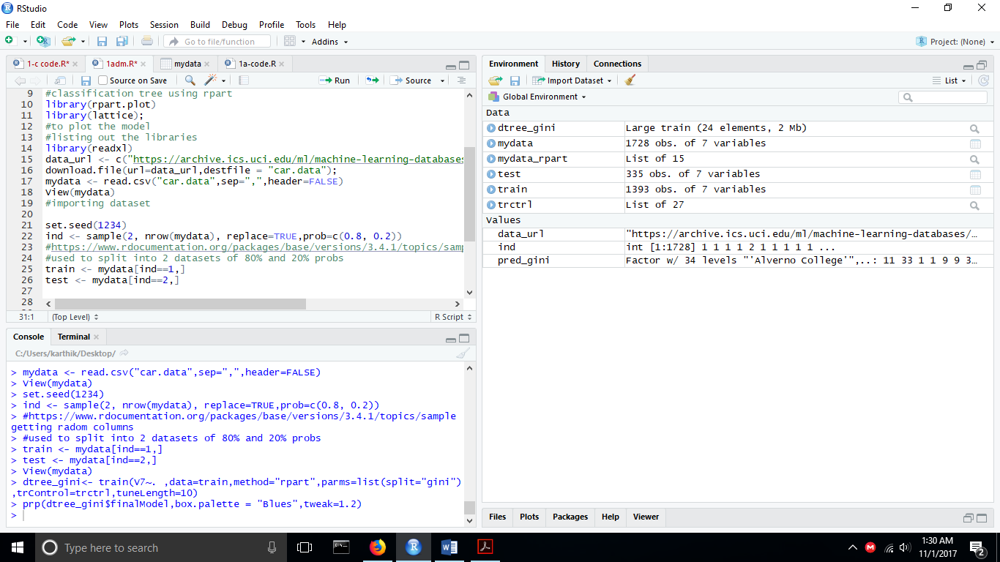 RStudio
File Edit Code View Plots Session Build Debug Profile Tools Help
Go to file/function Addins Project: (None)
1-c code.R* 1adm.R* mydata 1a-code.R
Source on Save Run Source
9 #classification tree using rpart
10 library(rpart.plot)
11 library(lattice);
12 #to plot the model
13 #listing out the libraries
14 library(readxl)
15 data_url <- c("https://archive.ics.uci.edu/ml/machine-learning-databases
16 download.file(url=data_url,destfile = "car.data");
17 mydata <- read.csv("car.data",sep=",",header=FALSE)
18 View(mydata)
19 #importing dataset
20
21 set.seed(1234)
22 ind <- sample(2, nrow(mydata), replace=TRUE,prob=c(0.8, 0.2))
23 #https://www.rdocumentation.org/packages/base/versions/3.4.1/topics/samp
24 #used to split into 2 datasets of 80% and 20% probs
25 train <- mydata[ind==1,]
26 test <- mydata[ind==2,]
27
28
31:1 (Top Level) R Script
Console Terminal
C:/Users/karthik/Desktop/
> mydata <- read.csv("car.data",sep=",",header=FALSE)
> View(mydata)
> set.seed(1234)
> ind <- sample(2, nrow(mydata), replace=TRUE,prob=c(0.8, 0.2))
> #https://www.rdocumentation.org/packages/base/versions/3.4.1/topics/sample
getting radom columns
> #used to split into 2 datasets of 80% and 20% probs
> train <- mydata[ind==1,]
> test <- mydata[ind==2,]
> View(mydata)
> dtree_gini<- train(V7~. ,data=train,method="rpart",parms=list(split="gini")
,trControl=trctrl,tuneLength=10)
> prp(dtree_gini$finalModel,box.palette = "Blues",tweak=1.2)
>
Environment History Connections
Import Dataset List
Global Environment
Data
dtree_gini Large train (24 elements, 2 Mb)
mydata 1728 obs. of 7 variables
mydata_rpart List of 15
test 335 obs. of 7 variables
train 1393 obs. of 7 variables
trctrl List of 27
Values
data_url "https://archive.ics.uci.edu/ml/machine-learning-databases/…
ind int [1:1728] 1 1 1 1 2 1 1 1 1 1 ...
pred_gini Factor w/ 34 levels "'Alverno College'",..: 11 33 1 1 9 9 3…
Files Plots Packages Help Viewer
Type here to search
1:30 AM
11/1/2017
2